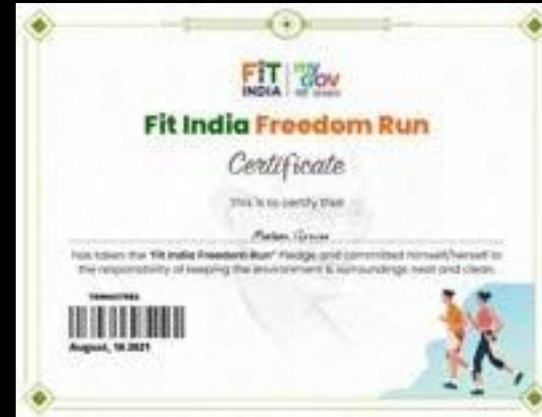 FIT
INDIA
my
GOV
Fit India Freedom Run
Certificate
This is to certify that
has taken the "Fit India Freedom Run" Pledge and committed himself/herself to
the responsibility of keeping the environment & surroundings neat and clean.
August, 16 2021